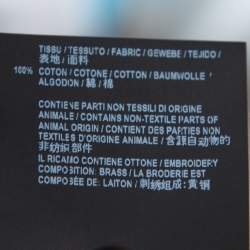 TISSU / TESSUTO / FABRIC / GEWEBE / TEJIDO /
表地 / 面料
100% COTON / COTONE / COTTON / BAUMWOLLE /
ALGODON / 綿 / 棉
CONTIENE PARTI NON TESSILI DI ORIGINE
ANIMALE / CONTAINS NON-TEXTILE PARTS OF
ANIMAL ORIGIN / CONTIENT DES PARTIES NON
TEXTILES D'ORIGINE ANIMALE / 含源自动物的
非纺织部件
IL RICAMO CONTIENE OTTONE / EMBROIDERY
COMPOSITION: BRASS / LA BRODERIE EST
COMPOSÉE DE: LAITON / 刺绣组成: 黄铜